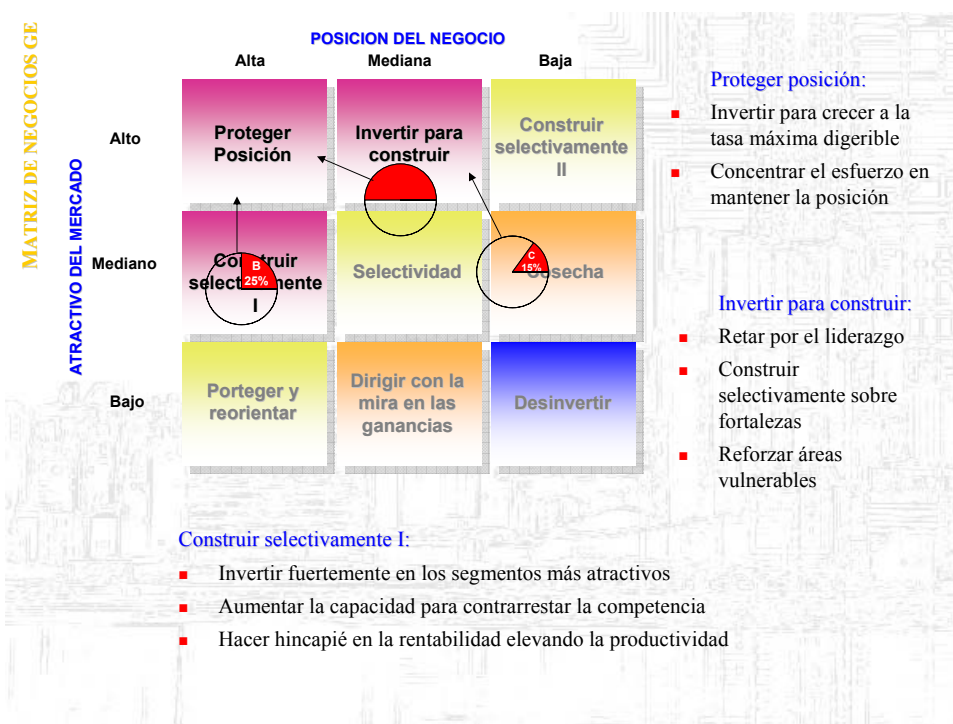 MATRIZ DE NEGOCIOS GE
POSICION DEL NEGOCIO
Alta
Mediana
Baja
ATRACTIVO DEL MERCADO
Alto
Proteger
Posición
Invertir para
construir
Construir
selectivamente
II
Mediano
Construir
selectivamente
I
B
25%
Selectividad
Cosecha
C
15%
Bajo
Porteger y
reorientar
Dirigir con la
mira en las
ganancias
Desinvertir
Proteger posición:
Invertir para crecer a la
tasa máxima digerible
Concentrar el esfuerzo en
mantener la posición
Invertir para construir:
Retar por el liderazgo
Construir
selectivamente sobre
fortalezas
Reforzar áreas
vulnerables
Construir selectivamente I:
Invertir fuertemente en los segmentos más atractivos
Aumentar la capacidad para contrarrestar la competencia
Hacer hincapié en la rentabilidad elevando la productividad